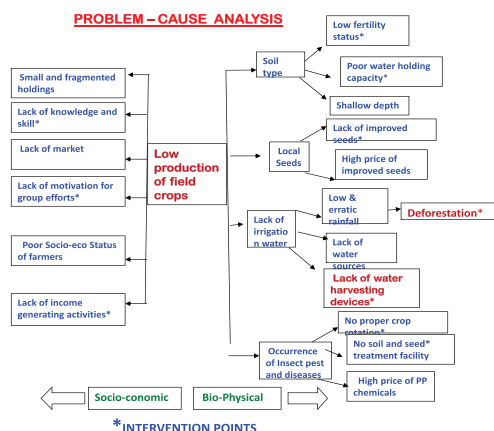 PROBLEM – CAUSE ANALYSIS
Small and fragmented
holdings
Lack of knowledge and
skill*
Lack of market
Lack of motivation for
group efforts*
Poor Socio-eco Status
of farmers
Lack of income
generating activities*
Low
production
of field
crops
Soil
type
Low fertility
status*
Poor water holding
capacity*
Shallow depth
Local
Seeds
Lack of improved
seeds*
High price of
improved seeds
Lack of
irrigatio
n water
Low &
erratic
rainfall
Deforestation*
Lack of
water
sources
Lack of water
harvesting
devices*
Occurrence
of Insect pest
and diseases
No proper crop
rotation*
No soil and seed*
treatment facility
High price of PP
chemicals
Socio-conomic
Bio-Physical
*INTERVENTION POINTS